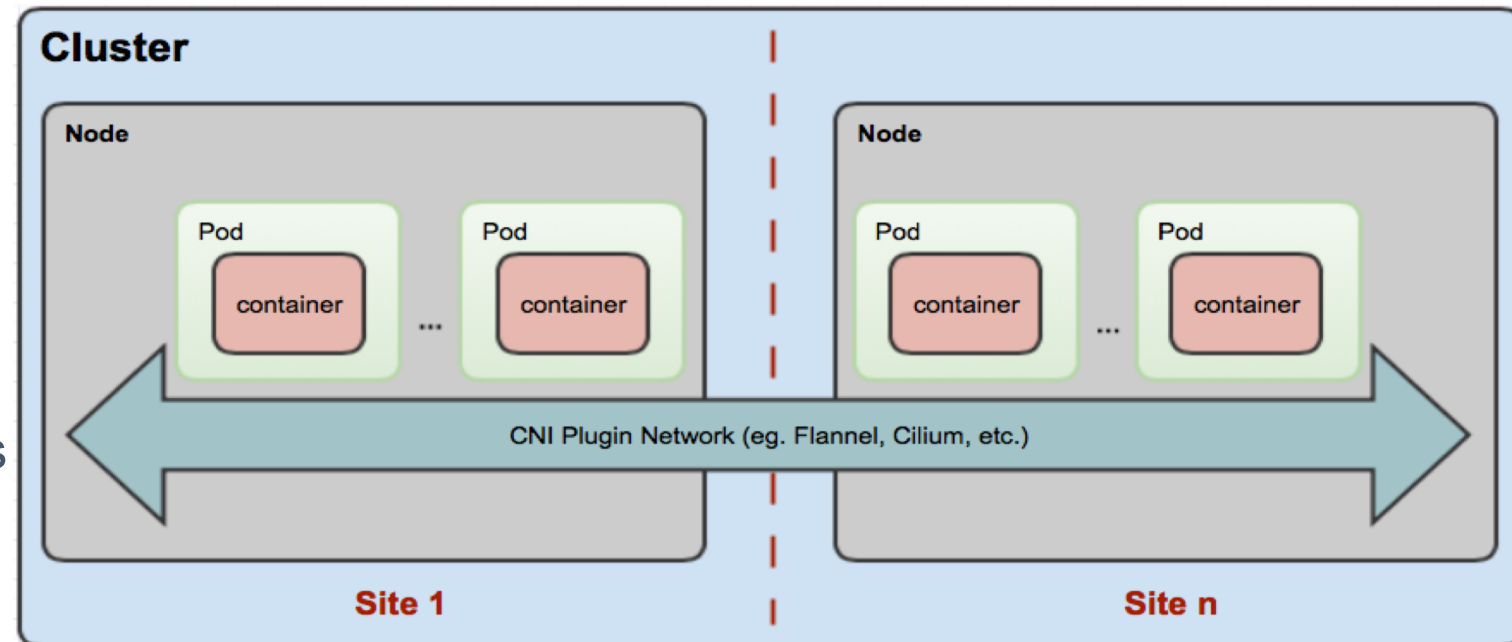 Cluster
Node
Node
Pod
Pod
Pod
Pod
container
container
container
container
...
...
CNI Plugin Network (eg. Flannel, Cilium, etc.)
s
Site 1
Site n